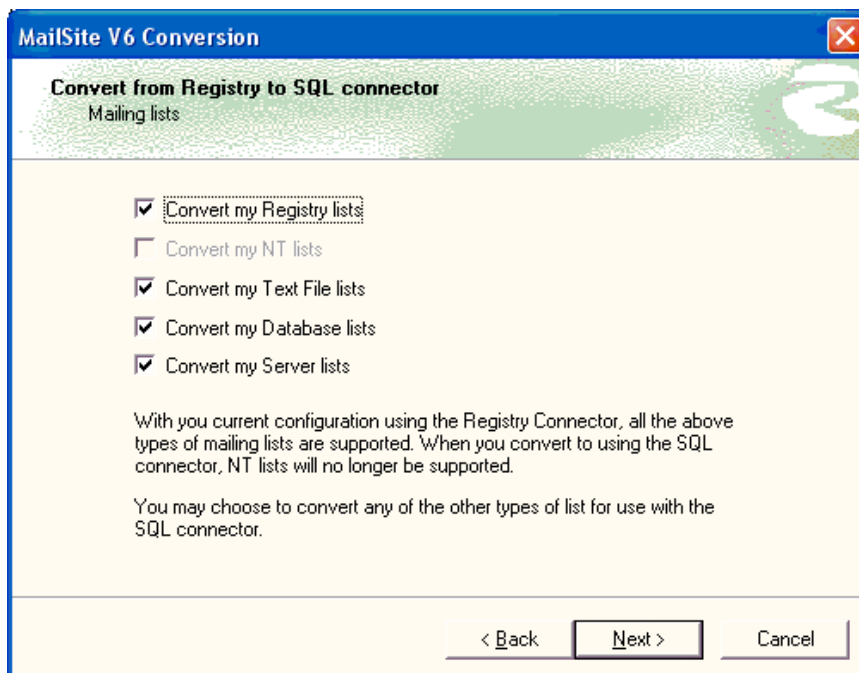 MailSite V6 Conversion
Convert from Registry to SQL connector
Mailing lists
Convert my Registry lists
Convert my NT lists
Convert my Text File lists
Convert my Database lists
Convert my Server lists
With you current configuration using the Registry Connector, all the above
types of mailing lists are supported. When you convert to using the SQL
connector, NT lists will no longer be supported.
You may choose to convert any of the other types of list for use with the
SQL connector.
< Back
Next >
Cancel